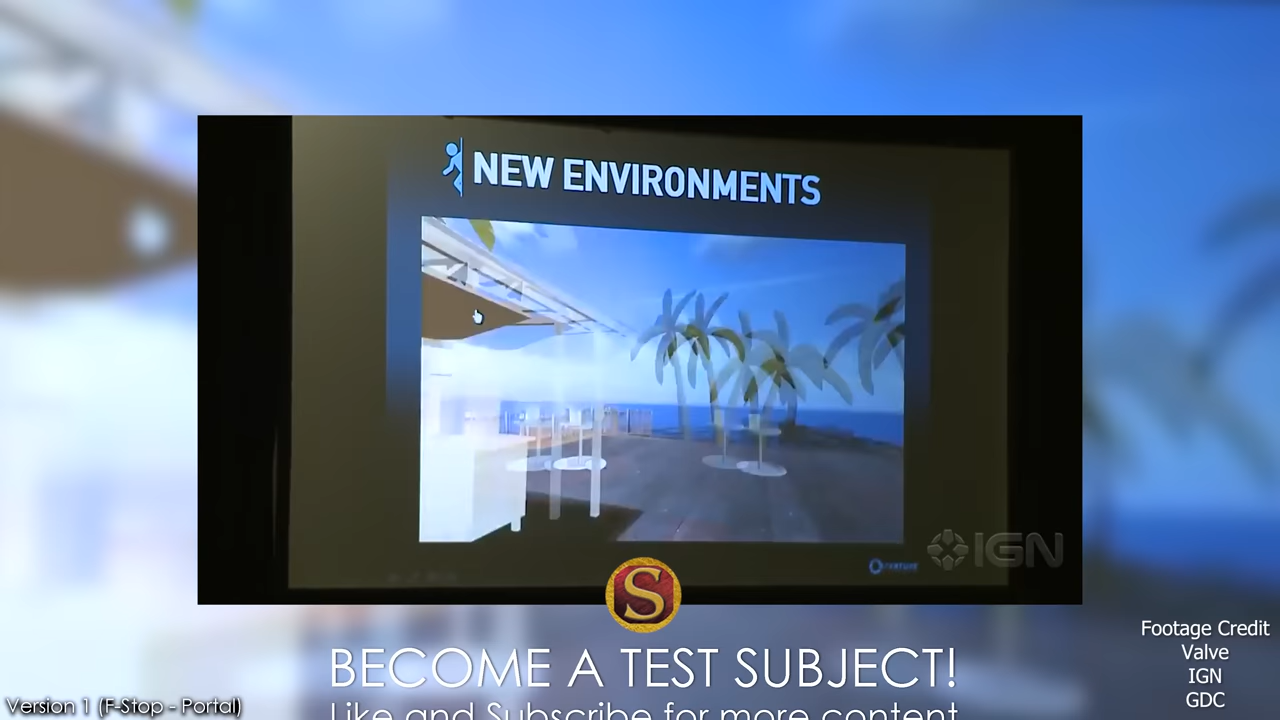 NEW ENVIRONMENTS
IGN
S
BECOME A TEST SUBJECT!
Like and Subscribe for more content
Footage Credit
Valve
IGN
GDC
Version 1 (F-Stop - Portal)